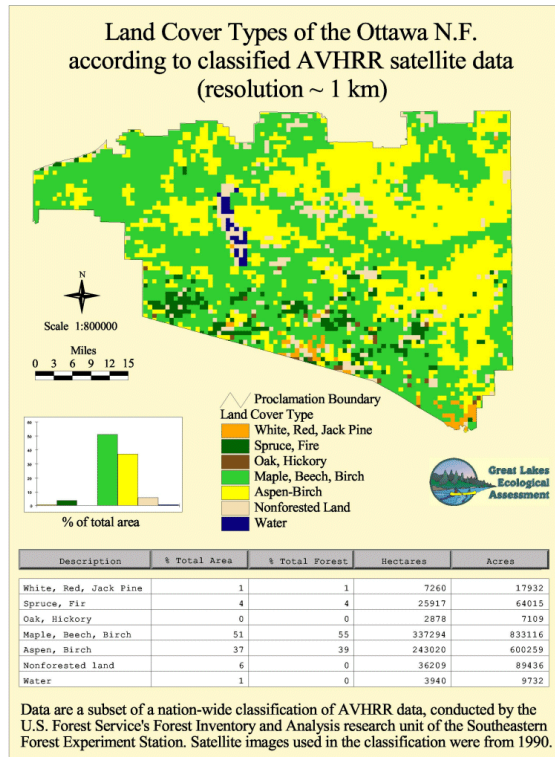 Land Cover Types of the Ottawa N.F.
according to classified AVHRR satellite data
(resolution ~ 1 km)
N
Scale 1:800000
Miles
0 3 6 9 12 15
Proclamation Boundary
Land Cover Type
White, Red, Jack Pine
Spruce, Fire
Oak, Hickory
Maple, Beech, Birch
Aspen-Birch
Nonforested Land
Water
60
50
40
30
20
10
0
% of total area
Great Lakes
Ecological
Assessment
Description % Total Area % Total Forest Hectares Acres
White, Red, Jack Pine 1 1 7260 17932
Spruce, Fir 4 4 25917 64015
Oak, Hickory 0 0 2878 7109
Maple, Beech, Birch 51 55 337294 833116
Aspen, Birch 37 39 243020 600259
Nonforested land 6 0 36209 89436
Water 1 0 3940 9732
Data are a subset of a nation-wide classification of AVHRR data, conducted by the
U.S. Forest Service's Forest Inventory and Analysis research unit of the Southeastern
Forest Experiment Station. Satellite images used in the classification were from 1990.